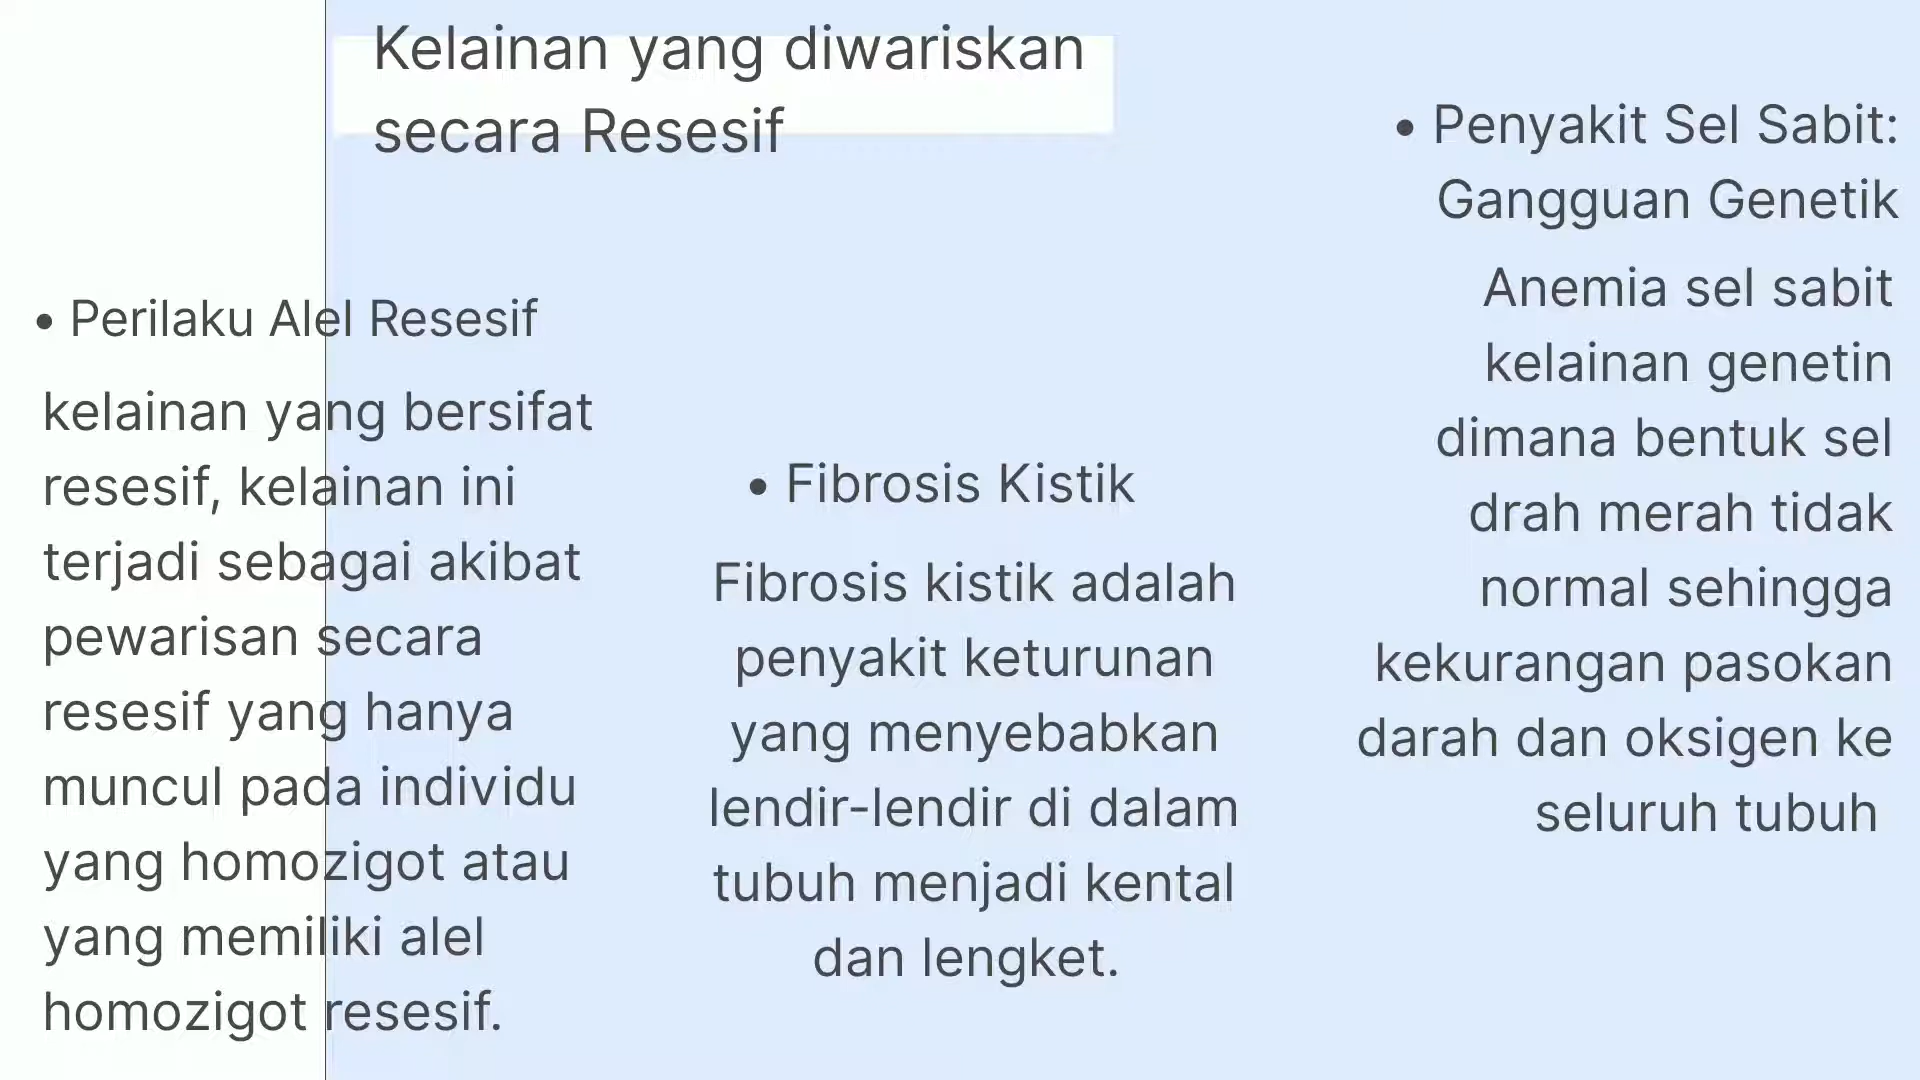 Kelainan yang diwariskan
secara Resesif
• Perilaku Alel Resesif
kelainan yang bersifat
resesif, kelainan ini
terjadi sebagai akibat
pewarisan secara
resesif yang hanya
muncul pada individu
yang homozigot atau
yang memiliki alel
homozigot resesif.
• Fibrosis Kistik
Fibrosis kistik adalah
penyakit keturunan
yang menyebabkan
lendir-lendir di dalam
tubuh menjadi kental
dan lengket.
• Penyakit Sel Sabit:
Gangguan Genetik
Anemia sel sabit
kelainan genetin
dimana bentuk sel
drah merah tidak
normal sehingga
kekurangan pasokan
darah dan oksigen ke
seluruh tubuh